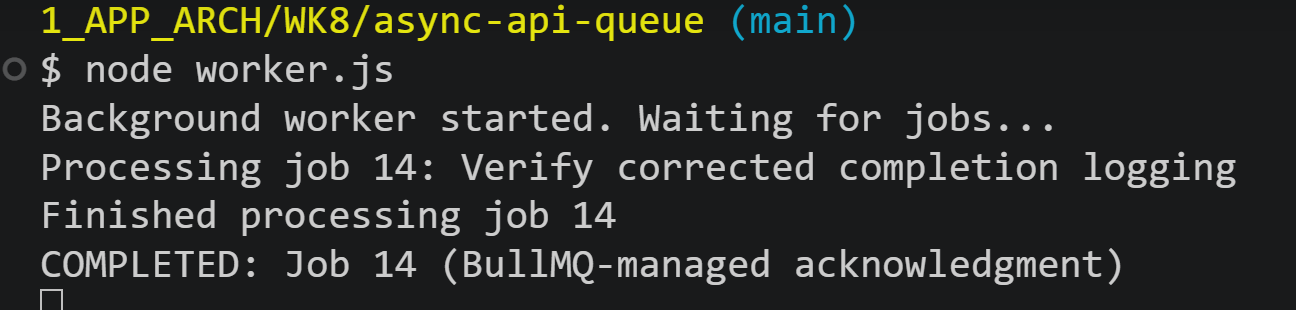 1_APP_ARCH/WK8/async-api-queue (main)
$ node worker.js
Background worker started. Waiting for jobs...
Processing job 14: Verify corrected completion logging
Finished processing job 14
COMPLETED: Job 14 (BullMQ-managed acknowledgment)